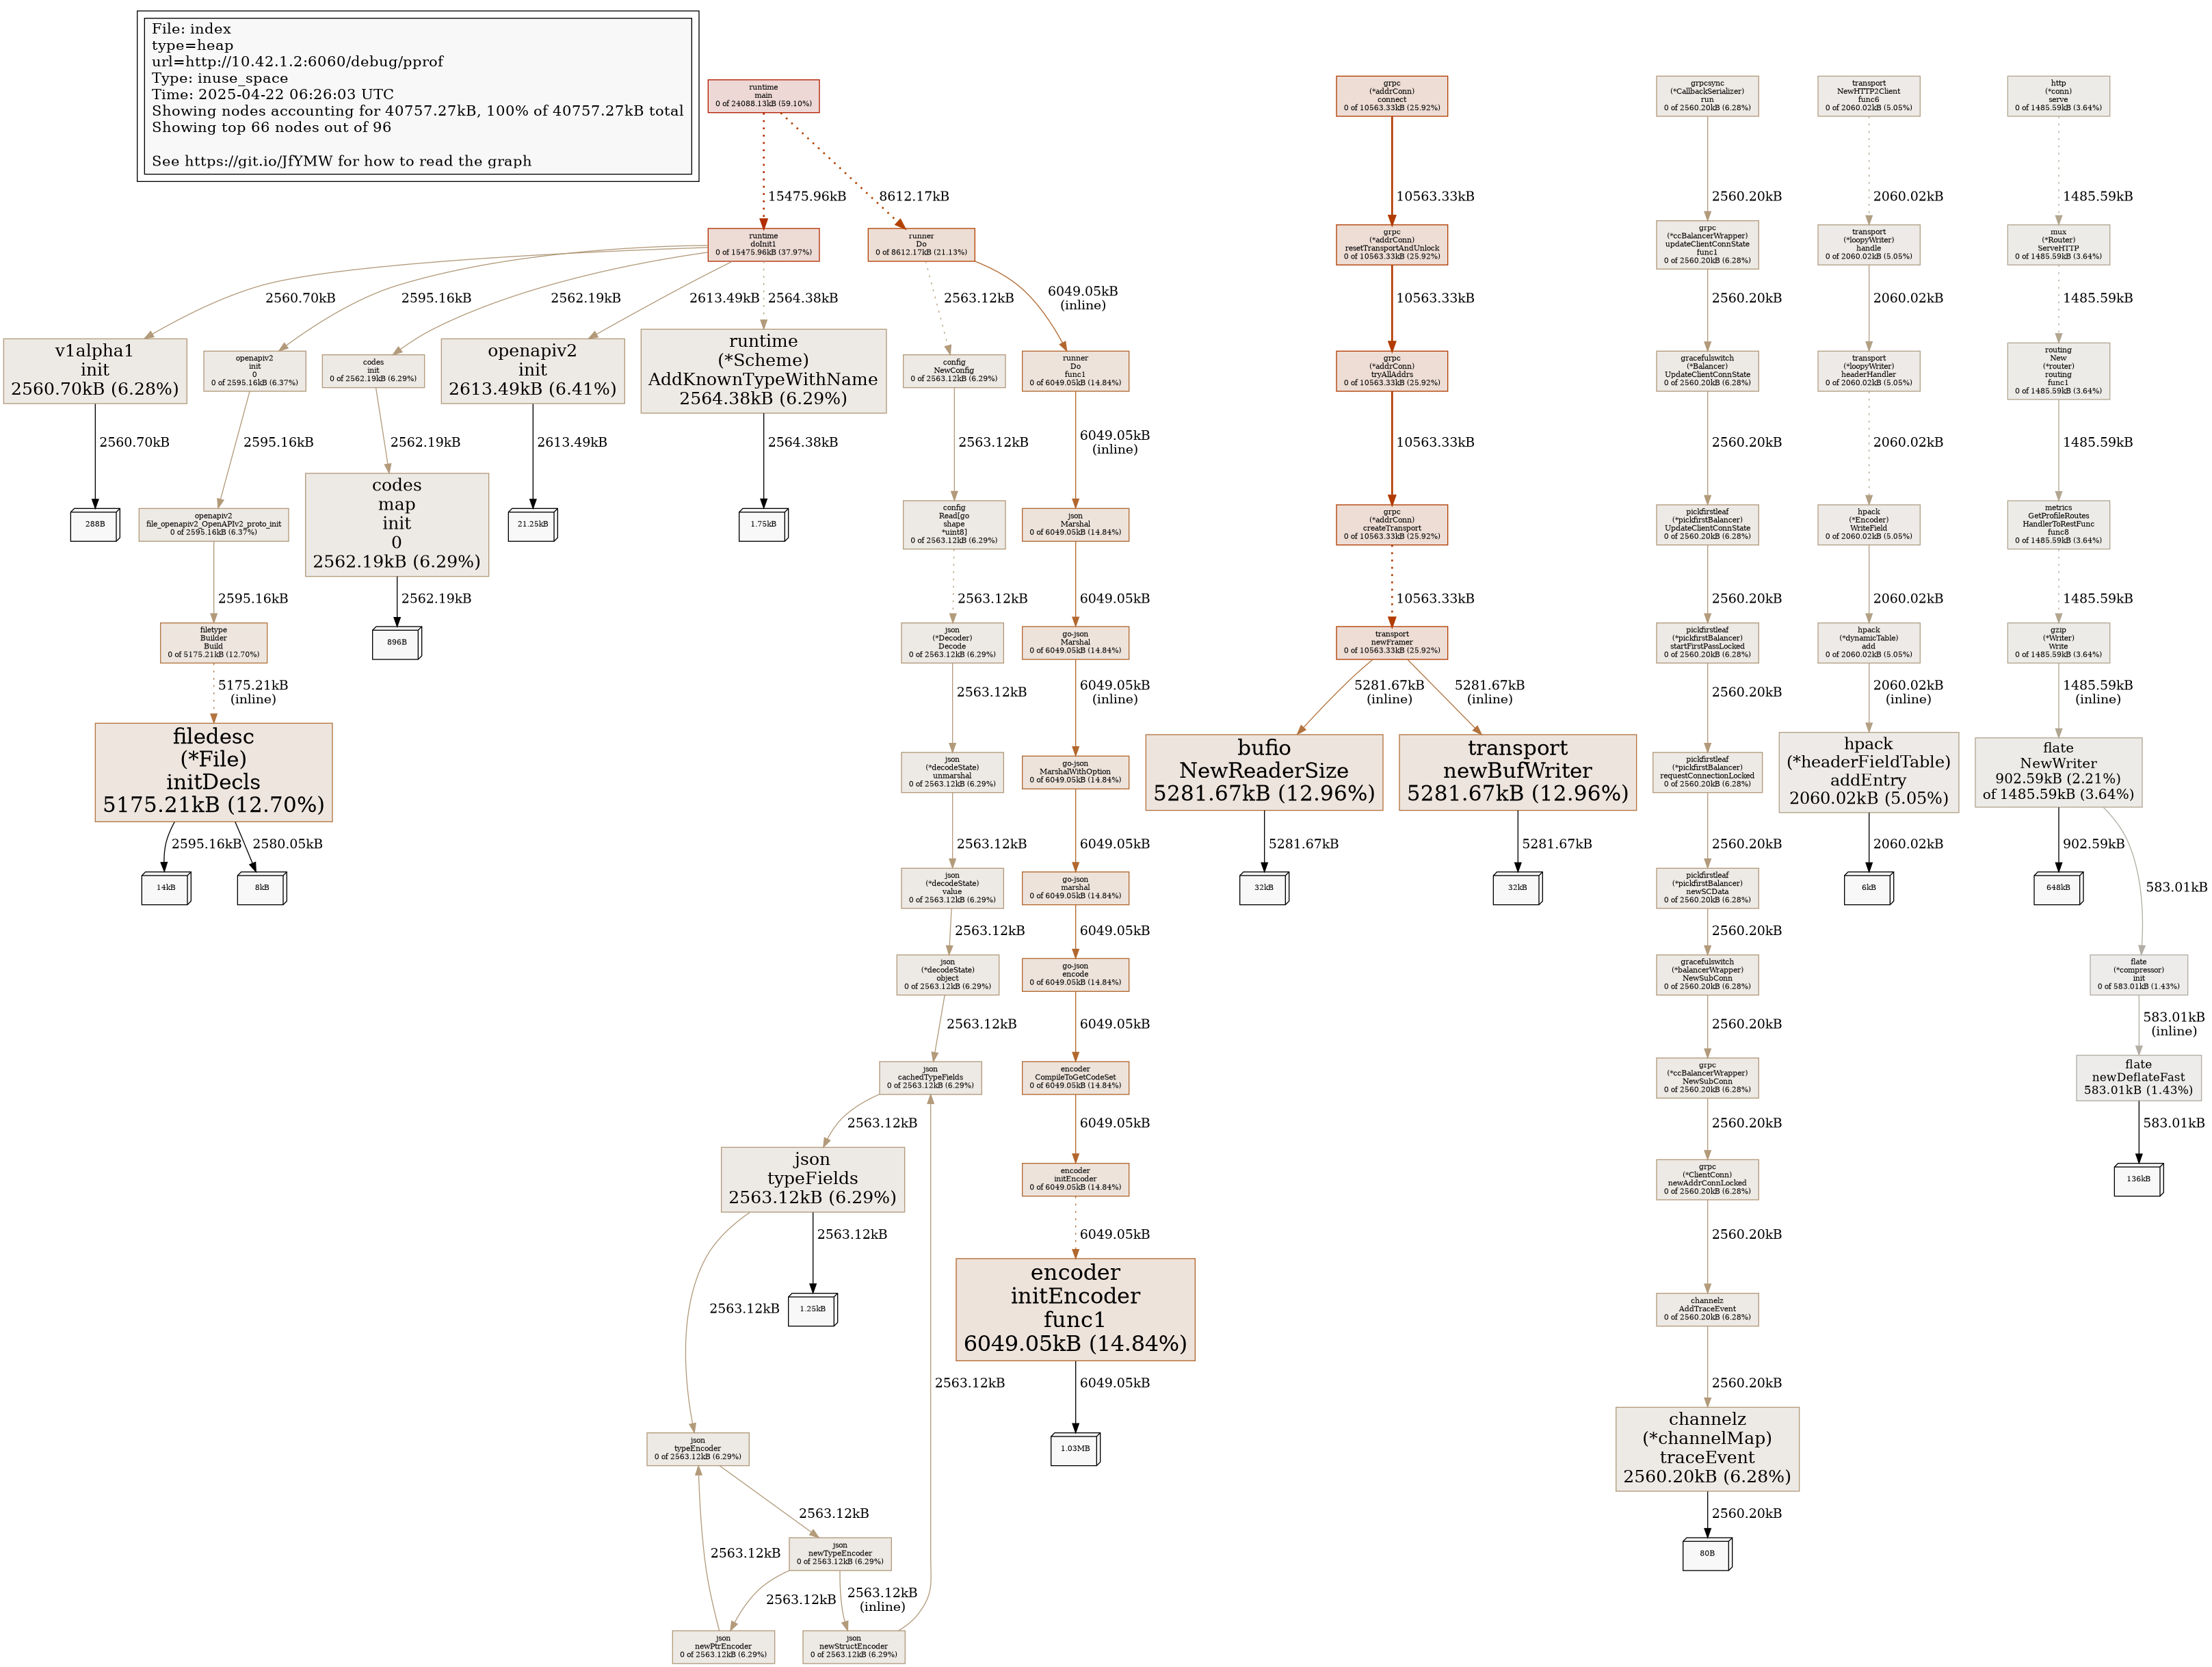 File: index
type=heap
url=http://10.42.1.2:6060/debug/pprof
Type: inuse_space
Time: 2025-04-22 06:26:03 UTC
Showing nodes accounting for 40757.27kB, 100% of 40757.27kB total
Showing top 66 nodes out of 96
See https://git.io/JfYMW for how to read the graph
runtime
main
0 of 24088.13kB (59.10%)
15475.96kB
8612.17kB
runtime
doInit1
0 of 15475.96kB (37.97%)
runner
Do
0 of 8612.17kB (21.13%)
2560.70kB
2595.16kB
2562.19kB
2613.49kB
2564.38kB
2563.12kB
6049.05kB
(inline)
v1alpha1
init
2560.70kB (6.28%)
2560.70kB
288B
openapiv2
init
0
0 of 2595.16kB (6.37%)
2595.16kB
openapiv2
file_openapiv2_OpenAPIv2_proto_init
0 of 2595.16kB (6.37%)
2595.16kB
filetype
Builder
Build
0 of 5175.21kB (12.70%)
5175.21kB
(inline)
filedesc
(*File)
initDecls
5175.21kB (12.70%)
2595.16kB
2580.05kB
14kB
8kB
codes
init
0 of 2562.19kB (6.29%)
2562.19kB
codes
map
init
0
2562.19kB (6.29%)
2562.19kB
896B
openapiv2
init
2613.49kB (6.41%)
2613.49kB
21.25kB
runtime
(*Scheme)
AddKnownTypeWithName
2564.38kB (6.29%)
2564.38kB
1.75kB
config
NewConfig
0 of 2563.12kB (6.29%)
2563.12kB
config
Read[go
shape
*uint8]
0 of 2563.12kB (6.29%)
2563.12kB
json
(*Decoder)
Decode
0 of 2563.12kB (6.29%)
2563.12kB
json
(*decodeState)
unmarshal
0 of 2563.12kB (6.29%)
2563.12kB
json
(*decodeState)
value
0 of 2563.12kB (6.29%)
2563.12kB
json
(*decodeState)
object
0 of 2563.12kB (6.29%)
2563.12kB
json
cachedTypeFields
0 of 2563.12kB (6.29%)
2563.12kB
json
typeFields
2563.12kB (6.29%)
2563.12kB
2563.12kB
1.25kB
json
typeEncoder
0 of 2563.12kB (6.29%)
2563.12kB
json
newTypeEncoder
0 of 2563.12kB (6.29%)
2563.12kB
2563.12kB
2563.12kB
(inline)
2563.12kB
json
newPtrEncoder
0 of 2563.12kB (6.29%)
json
newStructEncoder
0 of 2563.12kB (6.29%)
runner
Do
func1
0 of 6049.05kB (14.84%)
6049.05kB
(inline)
json
Marshal
0 of 6049.05kB (14.84%)
6049.05kB
go-json
Marshal
0 of 6049.05kB (14.84%)
6049.05kB
(inline)
go-json
MarshalWithOption
0 of 6049.05kB (14.84%)
6049.05kB
go-json
marshal
0 of 6049.05kB (14.84%)
6049.05kB
go-json
encode
0 of 6049.05kB (14.84%)
6049.05kB
encoder
CompileToGetCodeSet
0 of 6049.05kB (14.84%)
6049.05kB
encoder
initEncoder
0 of 6049.05kB (14.84%)
6049.05kB
encoder
initEncoder
func1
6049.05kB (14.84%)
6049.05kB
1.03MB
grpc
(*addrConn)
connect
0 of 10563.33kB (25.92%)
10563.33kB
grpc
(*addrConn)
resetTransportAndUnlock
0 of 10563.33kB (25.92%)
10563.33kB
grpc
(*addrConn)
tryAllAddrs
0 of 10563.33kB (25.92%)
10563.33kB
grpc
(*addrConn)
createTransport
0 of 10563.33kB (25.92%)
10563.33kB
transport
newFramer
0 of 10563.33kB (25.92%)
5281.67kB
(inline)
5281.67kB
(inline)
bufio
NewReaderSize
5281.67kB (12.96%)
5281.67kB
32kB
transport
newBufWriter
5281.67kB (12.96%)
5281.67kB
32kB
grpcsync
(*CallbackSerializer)
run
0 of 2560.20kB (6.28%)
2560.20kB
grpc
(*ccBalancerWrapper)
updateClientConnState
func1
0 of 2560.20kB (6.28%)
2560.20kB
gracefulswitch
(*Balancer)
UpdateClientConnState
0 of 2560.20kB (6.28%)
2560.20kB
pickfirstleaf
(*pickfirstBalancer)
UpdateClientConnState
0 of 2560.20kB (6.28%)
2560.20kB
pickfirstleaf
(*pickfirstBalancer)
startFirstPassLocked
0 of 2560.20kB (6.28%)
2560.20kB
pickfirstleaf
(*pickfirstBalancer)
requestConnectionLocked
0 of 2560.20kB (6.28%)
2560.20kB
pickfirstleaf
(*pickfirstBalancer)
newSCData
0 of 2560.20kB (6.28%)
2560.20kB
gracefulswitch
(*balancerWrapper)
NewSubConn
0 of 2560.20kB (6.28%)
2560.20kB
grpc
(*ccBalancerWrapper)
NewSubConn
0 of 2560.20kB (6.28%)
2560.20kB
grpc
(*ClientConn)
newAddrConnLocked
0 of 2560.20kB (6.28%)
2560.20kB
channelz
AddTraceEvent
0 of 2560.20kB (6.28%)
2560.20kB
channelz
(*channelMap)
traceEvent
2560.20kB (6.28%)
2560.20kB
80B
transport
NewHTTP2Client
func6
0 of 2060.02kB (5.05%)
2060.02kB
transport
(*loopyWriter)
handle
0 of 2060.02kB (5.05%)
2060.02kB
transport
(*loopyWriter)
headerHandler
0 of 2060.02kB (5.05%)
2060.02kB
hpack
(*Encoder)
WriteField
0 of 2060.02kB (5.05%)
2060.02kB
hpack
(*dynamicTable)
add
0 of 2060.02kB (5.05%)
2060.02kB
(inline)
hpack
(*headerFieldTable)
addEntry
2060.02kB (5.05%)
2060.02kB
6kB
http
(*conn)
serve
0 of 1485.59kB (3.64%)
1485.59kB
mux
(*Router)
ServeHTTP
0 of 1485.59kB (3.64%)
1485.59kB
routing
New
(*router)
routing
func1
0 of 1485.59kB (3.64%)
1485.59kB
metrics
GetProfileRoutes
HandlerToRestFunc
func8
0 of 1485.59kB (3.64%)
1485.59kB
gzip
(*Writer)
Write
0 of 1485.59kB (3.64%)
1485.59kB
(inline)
flate
NewWriter
902.59kB (2.21%)
of 1485.59kB (3.64%)
902.59kB
583.01kB
648kB
flate
(*compressor)
init
0 of 583.01kB (1.43%)
583.01kB
(inline)
flate
newDeflateFast
583.01kB (1.43%)
583.01kB
136kB